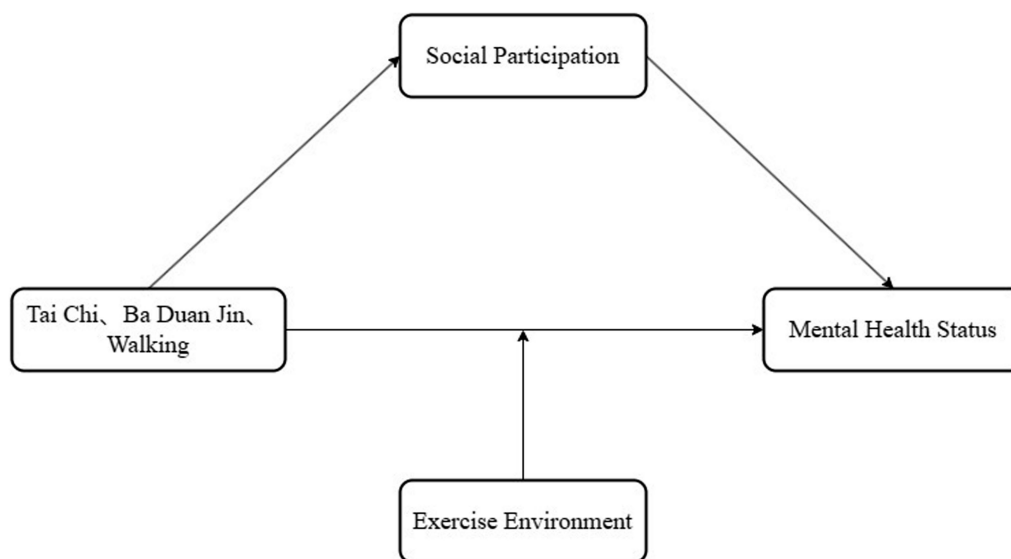 Social Participation
Tai Chi、Ba Duan Jin、
Walking
Mental Health Status
Exercise Environment